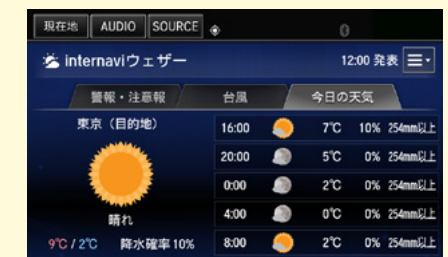 現在地 AUDIO SOURCE
0
internaviウェザー 12:00 発表
警報・注意報 台風 今日の天気
東京（目的地）
晴れ
9℃ / 2℃ 降水確率 10%
16:00 7℃ 10% 254mm以上
20:00 5℃ 0% 254mm以上
0:00 2℃ 0% 254mm以上
4:00 0℃ 0% 254mm以上
8:00 2℃ 0% 254mm以上